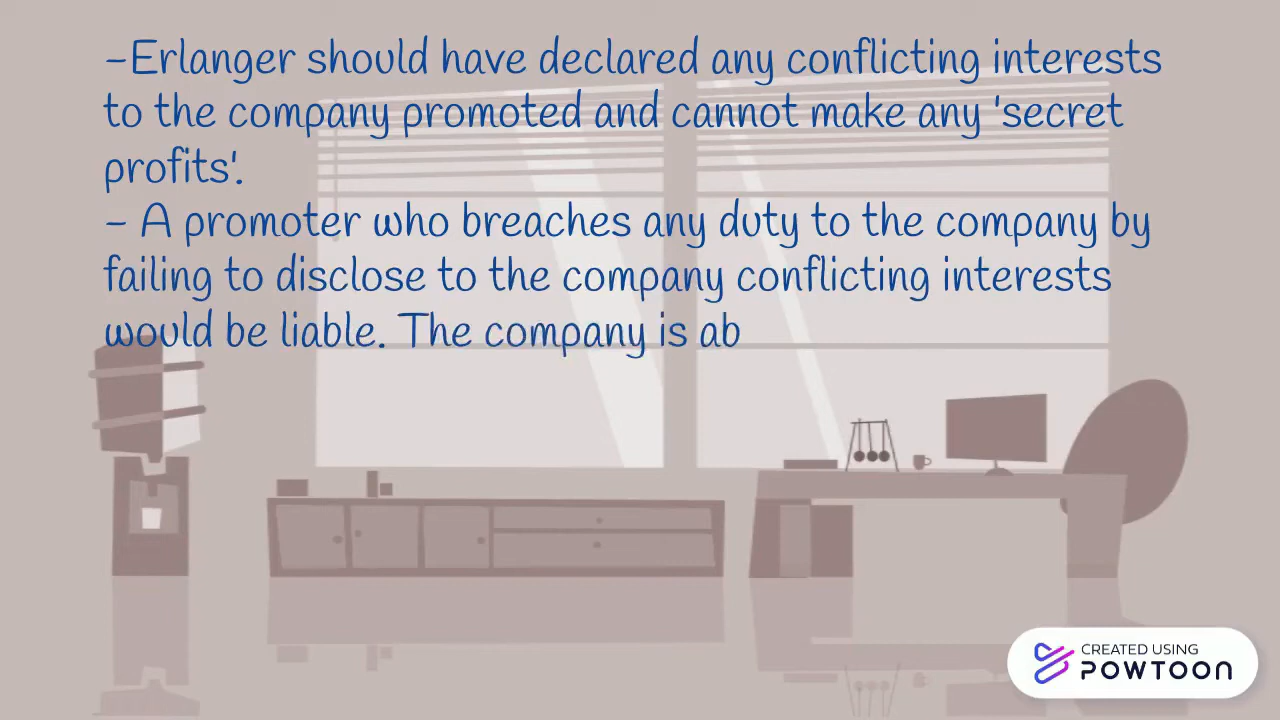 -Erlanger should have declared any conflicting interests
to the company promoted and cannot make any 'secret
profits'.
- A promoter who breaches any duty to the company by
failing to disclose to the company conflicting interests
would be liable. The company is ab
CREATED USING
POWTOON